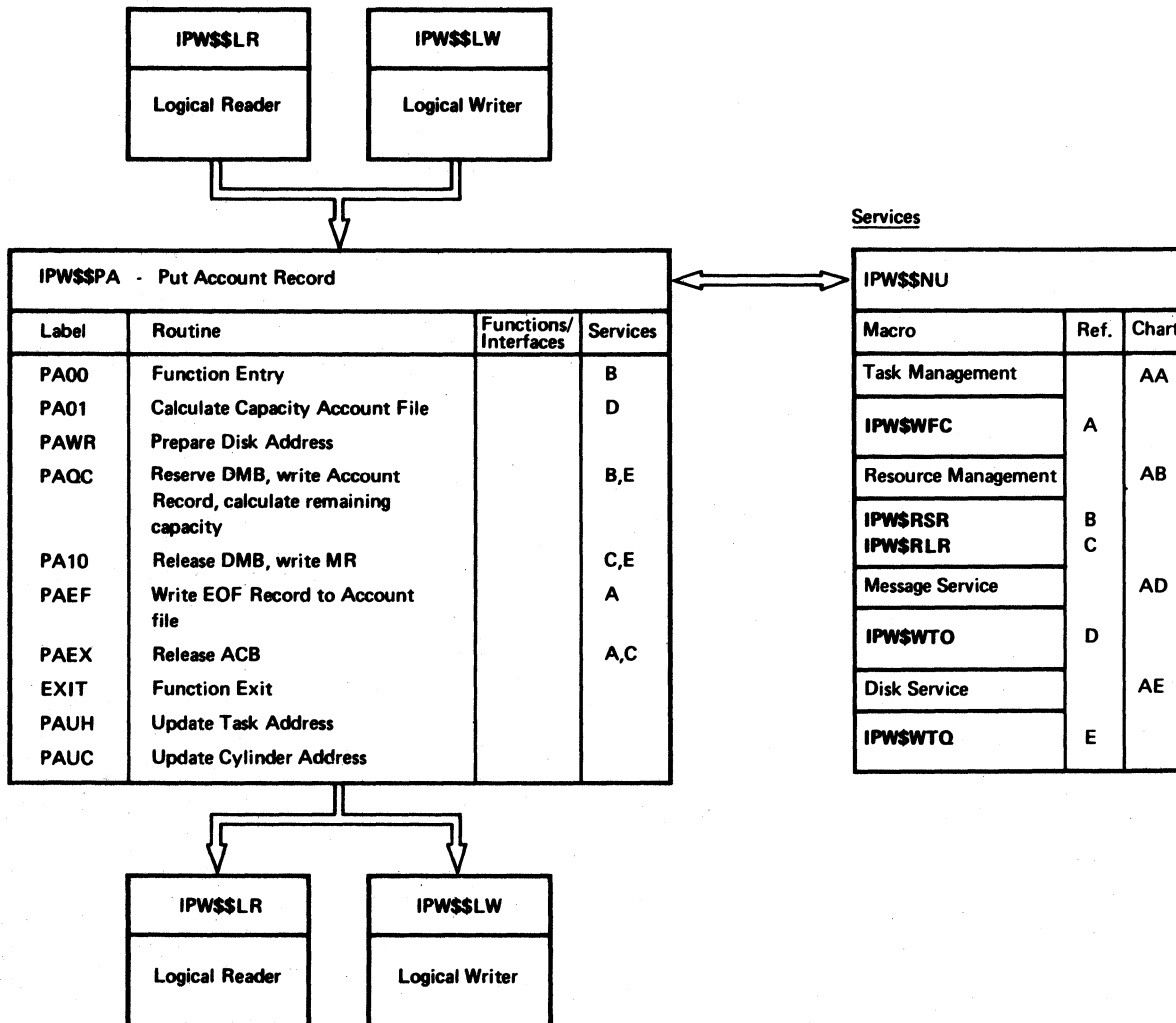 IPW$$LR
Logical Reader
IPW$$LW
Logical Writer
Services
IPW$$PA - Put Account Record
Label Routine Functions/ Interfaces Services
PA00 Function Entry B
PA01 Calculate Capacity Account File D
PAWR Prepare Disk Address
PAQC Reserve DMB, write Account B,E
Record, calculate remaining
capacity
PA10 Release DMB, write MR C,E
PAEF Write EOF Record to Account A
file
PAEX Release ACB A,C
EXIT Function Exit
PAUH Update Task Address
PAUC Update Cylinder Address
IPW$$NU
Macro Ref. Chart
Task Management AA
IPW$WFC A
Resource Management AB
IPW$RSR B
IPW$RLR C
Message Service AD
IPW$WTO D
Disk Service AE
IPW$WTQ E
IPW$$LR
Logical Reader
IPW$$LW
Logical Writer